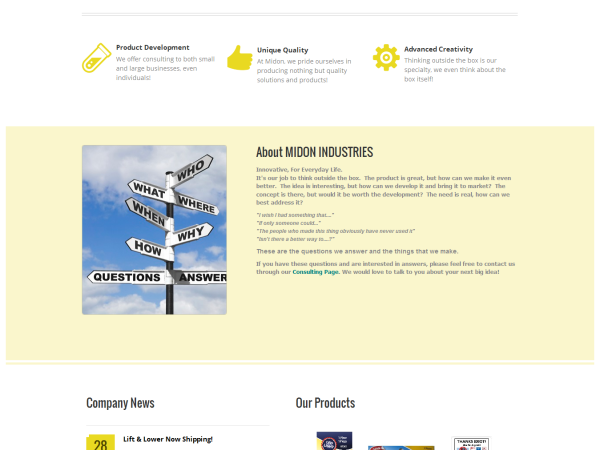 Product Development
We offer consulting to both small
and large businesses, even
individuals!
Unique Quality
At Midon, we pride ourselves in
producing nothing but quality
solutions and products!
Advanced Creativity
Thinking outside the box is our
specialty, we even think about the
box itself!
WHO
WHAT
WHERE
WHEN
WHY
HOW
QUESTIONS
ANSWER
About MIDON INDUSTRIES
Innovative, For Everyday Life.
It's our job to think outside the box. The product is great, but how can we make it even
better. The idea is interesting, but how can we develop it and bring it to market? The
concept is there, but would it be worth the development? The need is real, how can we
best address it?
"I wish I had something that..."
"If only someone could..."
"The people who made this thing obviously have never used it"
"Isn't there a better way to...?"
These are the questions we answer and the things that we make.
If you have these questions and are interested in answers, please feel free to contact us
through our Consulting Page. We would love to talk to you about your next big idea!
Company News
Our Products
28
Lift & Lower Now Shipping!